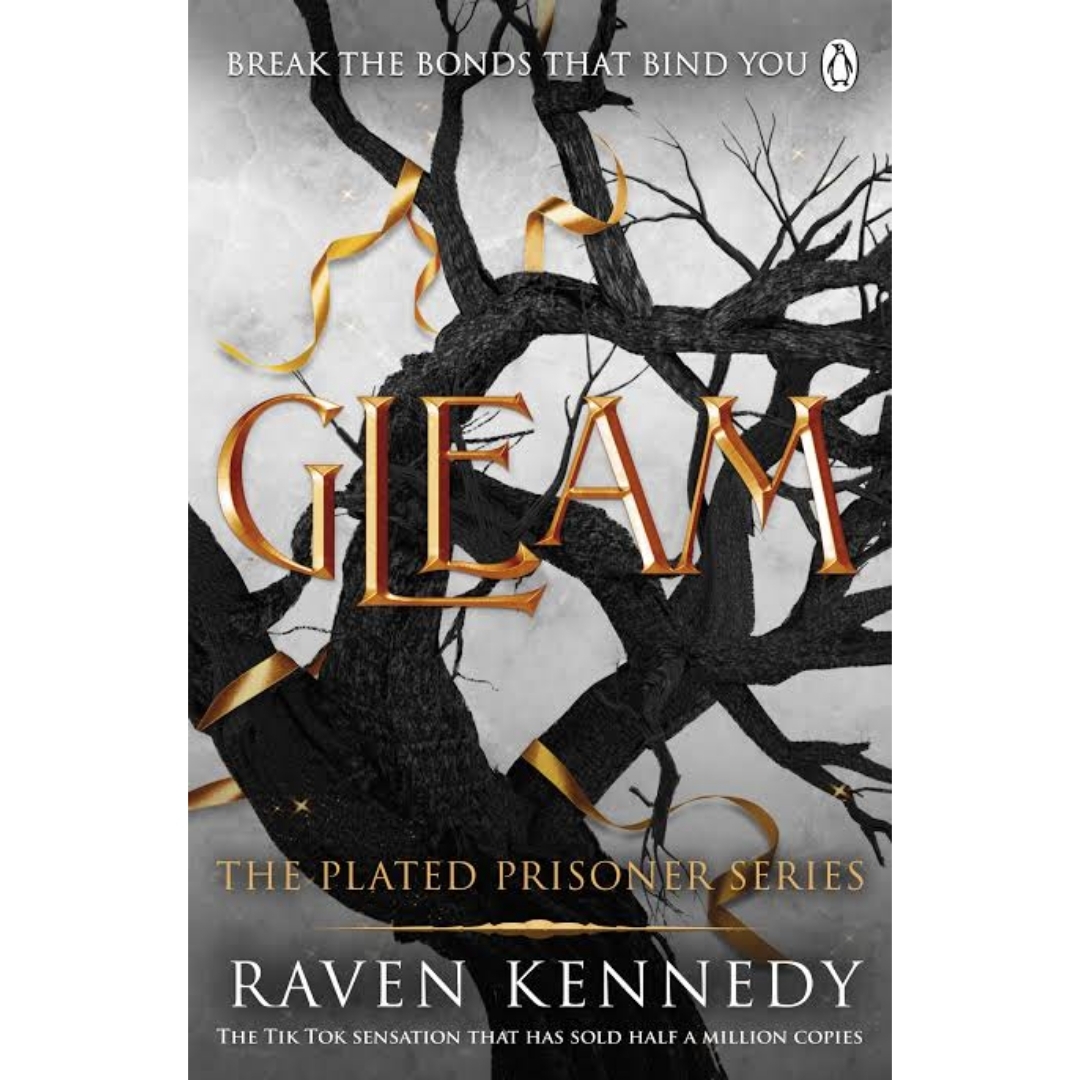 BREAK THE BONDS THAT BIND YOU
GLEAM
THE PLATED PRISONER SERIES
RAVEN KENNEDY
THE TIK TOK SENSATION THAT HAS SOLD HALF A MILLION COPIES